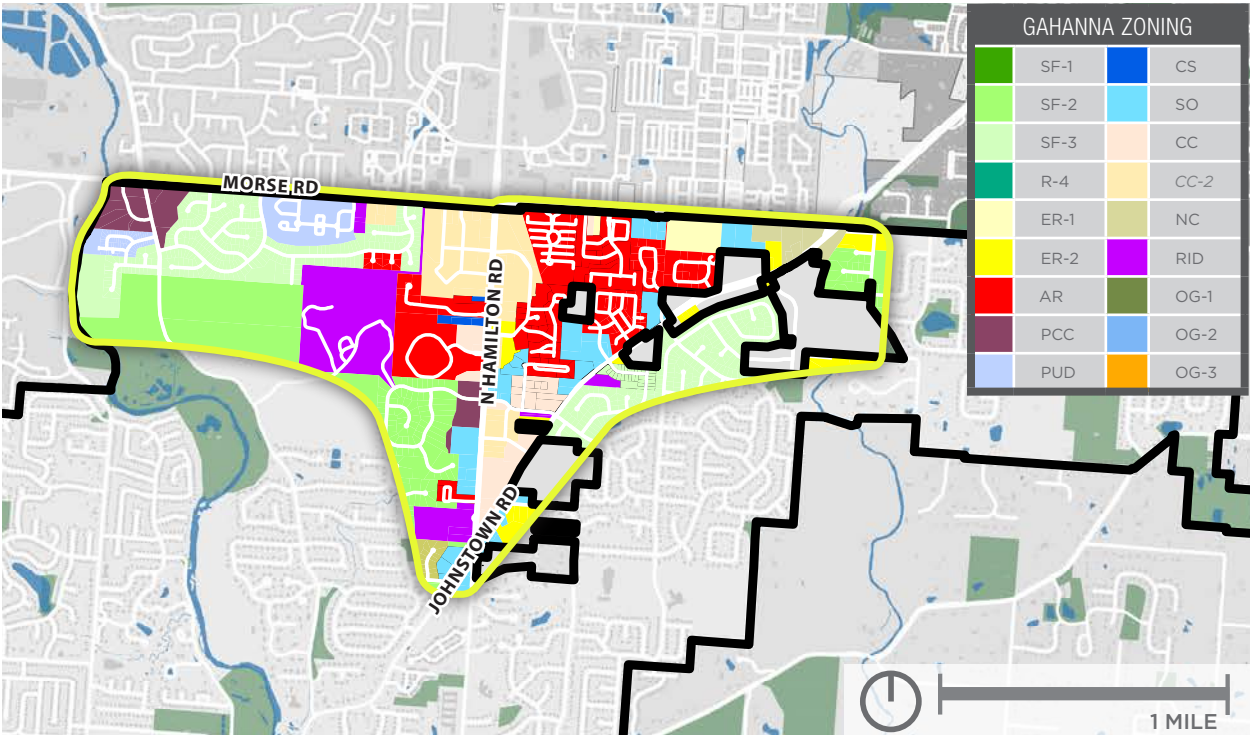 GAHANNA ZONING
SF-1 CS
SF-2 SO
SF-3 CC
R-4 CC-2
ER-1 NC
ER-2 RID
AR OG-1
PCC OG-2
PUD OG-3
MORSE RD
N HAMILTON RD
JOHNSTOWN RD
1 MILE